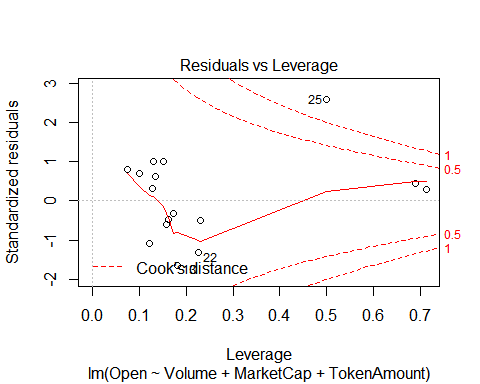 Residuals vs Leverage
Standardized residuals
3
2
1
0
-1
-2
25
22
1
0.5
0.5
1
Cook's distance
0.0 0.1 0.2 0.3 0.4 0.5 0.6 0.7
Leverage
lm(Open ~ Volume + MarketCap + TokenAmount)